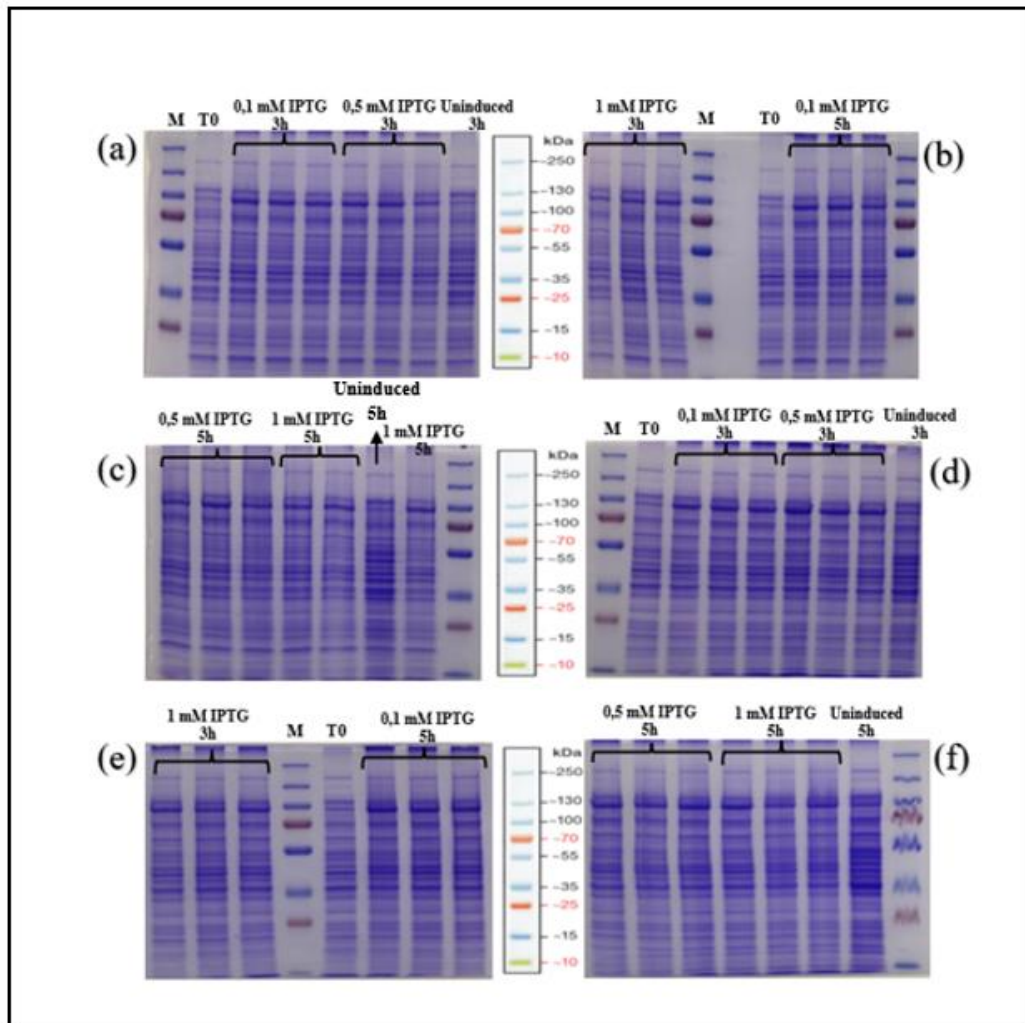 0,1 mM IPTG 0,5 mM IPTG Uninduced
M T0 3h 3h 3h
(a)
kDa
-250
-130
-100
-70
-55
-35
-25
-15
-10
1 mM IPTG 0,1 mM IPTG
3h M T0 5h
(b)
Uninduced
5h
0,5 mM IPTG 1 mM IPTG 1 mM IPTG
5h 5h 5h
(c)
kDa
-250
-130
-100
-70
-55
-35
-25
-15
-10
0,1 mM IPTG 0,5 mM IPTG Uninduced
M T0 3h 3h 3h
(d)
1 mM IPTG 0,1 mM IPTG
3h M T0 5h
(e)
kDa
-250
-130
-100
-70
-55
-35
-25
-15
-10
0,5 mM IPTG 1 mM IPTG Uninduced
5h 5h 5h
(f)